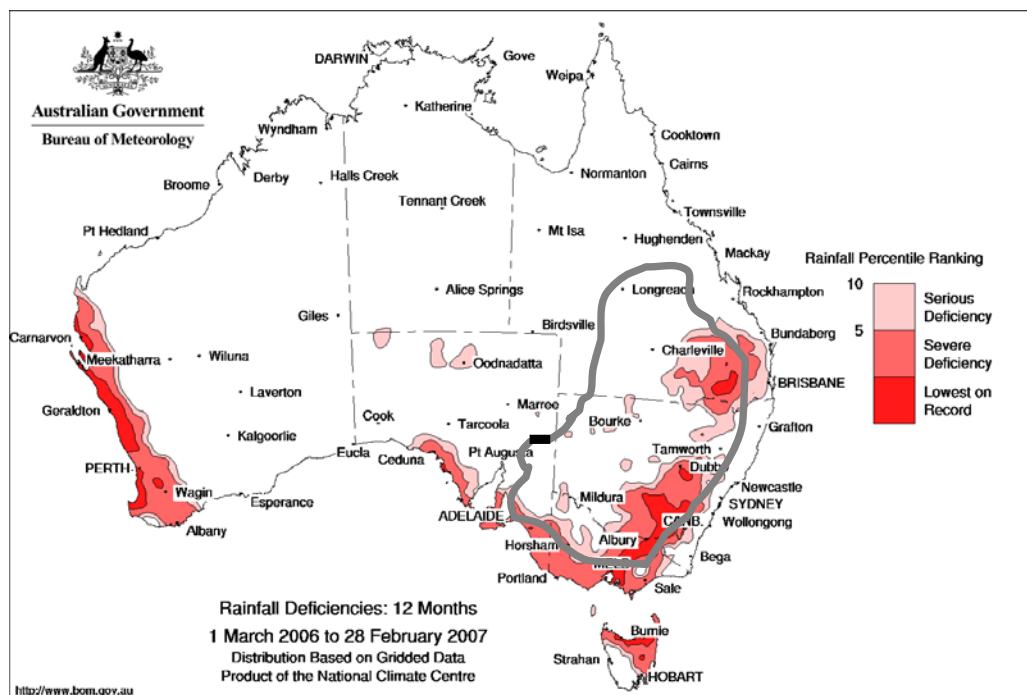 Australian Government
Bureau of Meteorology
DARWIN
Gove
Weipa
Katherine
Wyndham
Cooktown
Cairns
Derby
Halls Creek
Normanton
Broome
Tennant Creek
Townsville
Mt Isa
Hughenden
Pt Hedland
Mackay
Rainfall Percentile Ranking
10
Serious
Deficiency
5
Severe
Deficiency
Lowest on
Record
Alice Springs
Longreach
Rockhampton
Giles
Birdsville
Bundaberg
Carnarvon
Meekatharra
Wiluna
Oodnadatta
Charleville
BRISBANE
Laverton
Marree
Geraldton
Cook
Tarcoola
Bourke
Grafton
Kalgoorlie
Eucla
Ceduna
Pt Augusta
Tamworth
Dubbo
PERTH
Wagin
Esperance
Mildura
Newcastle
SYDNEY
Wollongong
Albany
ADELAIDE
CANB.
Horsham
Albury
MELB
Bega
Portland
Sale
Rainfall Deficiencies: 12 Months
1 March 2006 to 28 February 2007
Distribution Based on Gridded Data
Product of the National Climate Centre
Burnie
Strahan
HOBART
http://www.bom.gov.au